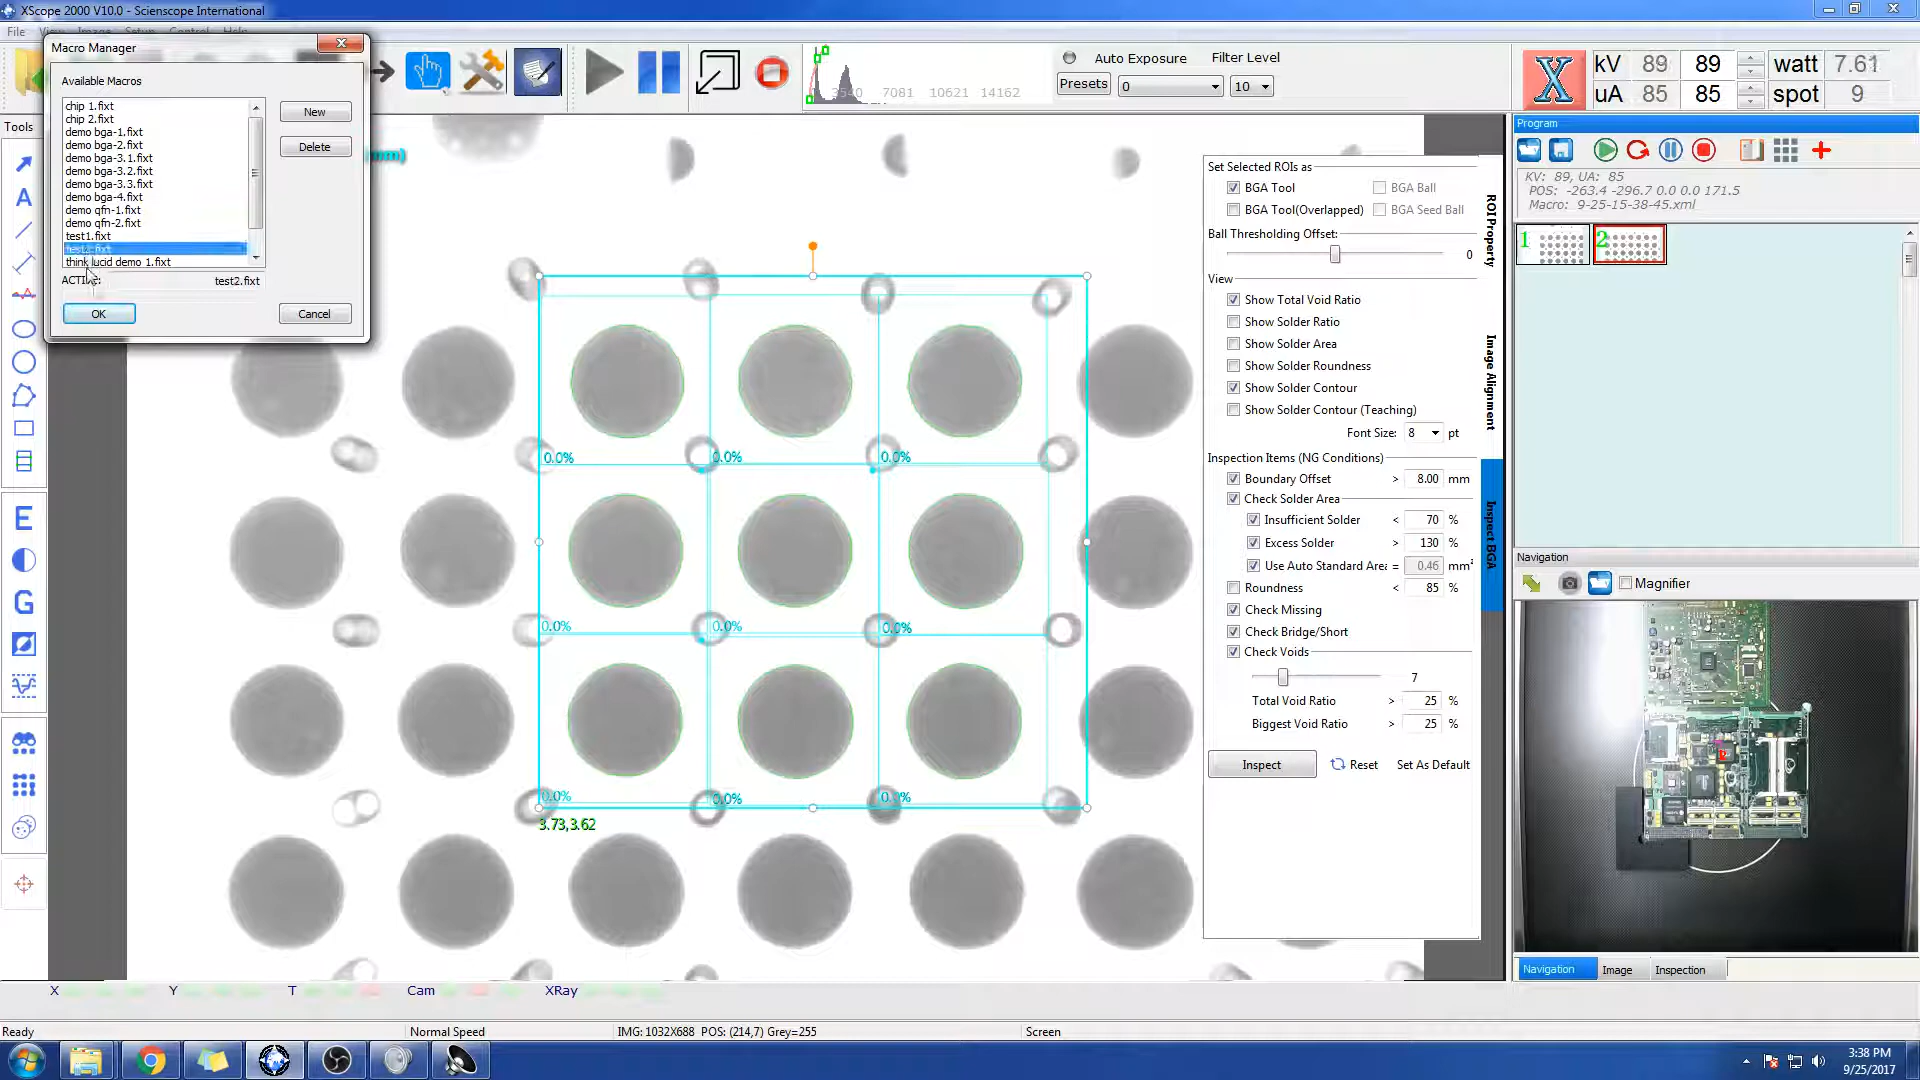 XScope 2000 V10.0 - Scienscope International
File View Image Setup Control Help
Macro Manager
Available Macros
chip 1.fixt
chip 2.fixt
demo bga-1.fixt
demo bga-2.fixt
demo bga-3.1.fixt
demo bga-3.2.fixt
demo bga-3.3.fixt
demo bga-4.fixt
demo qfn-1.fixt
demo qfn-2.fixt
test1.fixt
test2.fixt
think lucid demo 1.fixt
New
Delete
ACTIVE: test2.fixt
OK
Cancel
Tools
mm)
3540 7081 10621 14162
Auto Exposure
Filter Level
Presets
0
10
kV 89 89 watt 7.61
uA 85 85 spot 9
Program
KV: 89, UA: 85
POS: -263.4 -296.7 0.0 0.0 171.5
Macro: 9-25-15-38-45.xml
1 2
Set Selected ROIs as
BGA Tool BGA Ball
BGA Tool(Overlapped) BGA Seed Ball
Ball Thresholding Offset:
0
View
Show Total Void Ratio
Show Solder Ratio
Show Solder Area
Show Solder Roundness
Show Solder Contour
Show Solder Contour (Teaching)
Font Size: 8 pt
Inspection Items (NG Conditions)
Boundary Offset > 8.00 mm
Check Solder Area
Insufficient Solder < 70 %
Excess Solder > 130 %
Use Auto Standard Area = 0.46 mm²
Roundness < 85 %
Check Missing
Check Bridge/Short
Check Voids
7
Total Void Ratio > 25 %
Biggest Void Ratio > 25 %
Inspect
Reset
Set As Default
ROI Property
Image Alignment
Inspect BGA
0.0% 0.0% 0.0%
0.0% 0.0% 0.0%
0.0% 0.0% 0.0%
3.73,3.62
A
E
G
Navigation
Magnifier
Navigation Image Inspection
X Y T Cam XRay
Ready
Normal Speed
IMG: 1032X688 POS: (214,7) Grey=255
Screen
3:38 PM
9/25/2017